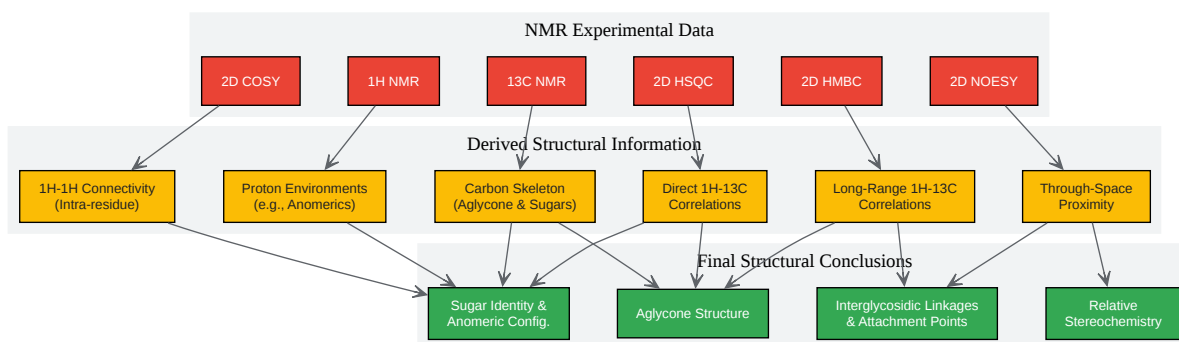 NMR Experimental Data
2D COSY
1H NMR
13C NMR
2D HSQC
2D HMBC
2D NOESY
Derived Structural Information
1H-1H Connectivity
(Intra-residue)
Proton Environments
(e.g., Anomerics)
Carbon Skeleton
(Aglycone & Sugars)
Direct 1H-13C
Correlations
Long-Range 1H-13C
Correlations
Through-Space
Proximity
Final Structural Conclusions
Sugar Identity &
Anomeric Config.
Aglycone Structure
Interglycosidic Linkages
& Attachment Points
Relative
Stereochemistry